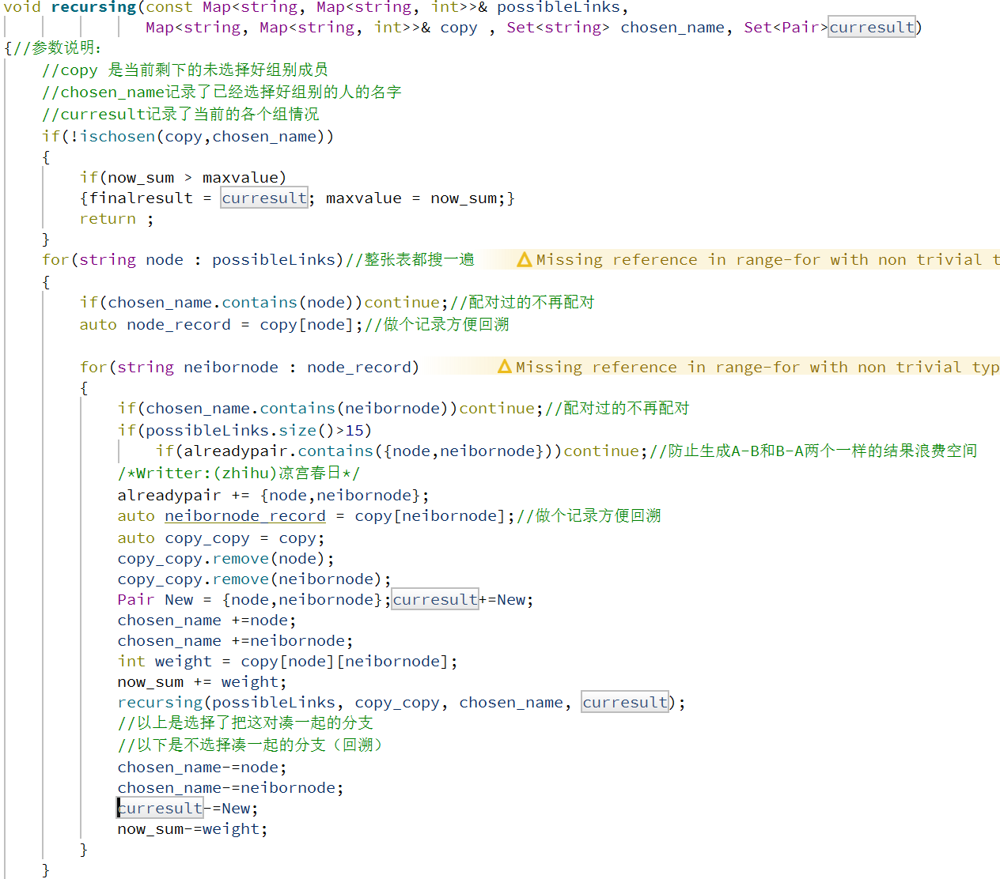 void recursing(const Map<string, Map<string, int>>& possibleLinks,
Map<string, Map<string, int>>& copy , Set<string> chosen_name, Set<Pair>curresult)
{//参数说明:
//copy 是当前剩下的未选择好组别成员
//chosen_name记录了已经选择好组别的人的名字
//curresult记录了当前的各个组情况
if(!ischosen(copy,chosen_name))
{
if(now_sum > maxvalue)
{finalresult = curresult; maxvalue = now_sum;}
return ;
}
for(string node : possibleLinks)//整张表都搜一遍 Missing reference in range-for with non trivial t
{
if(chosen_name.contains(node))continue;//配对过的不再配对
auto node_record = copy[node];//做个记录方便回溯
for(string neibornode : node_record) Missing reference in range-for with non trivial typ
{
if(chosen_name.contains(neibornode))continue;//配对过的不再配对
if(possibleLinks.size()>15)
if(alreadypair.contains({node,neibornode}))continue;//防止生成A-B和B-A两个一样的结果浪费空间
/*Writter:(zhihu)凉宫春日*/
alreadypair += {node,neibornode};
auto neibornode_record = copy[neibornode];//做个记录方便回溯
auto copy_copy = copy;
copy_copy.remove(node);
copy_copy.remove(neibornode);
Pair New = {node,neibornode};curresult+=New;
chosen_name +=node;
chosen_name +=neibornode;
int weight = copy[node][neibornode];
now_sum += weight;
recursing(possibleLinks, copy_copy, chosen_name, curresult);
//以上是选择了把这对凑一起的分支
//以下是不选择凑一起的分支（回溯）
chosen_name-=node;
chosen_name-=neibornode;
curresult-=New;
now_sum-=weight;
}
}